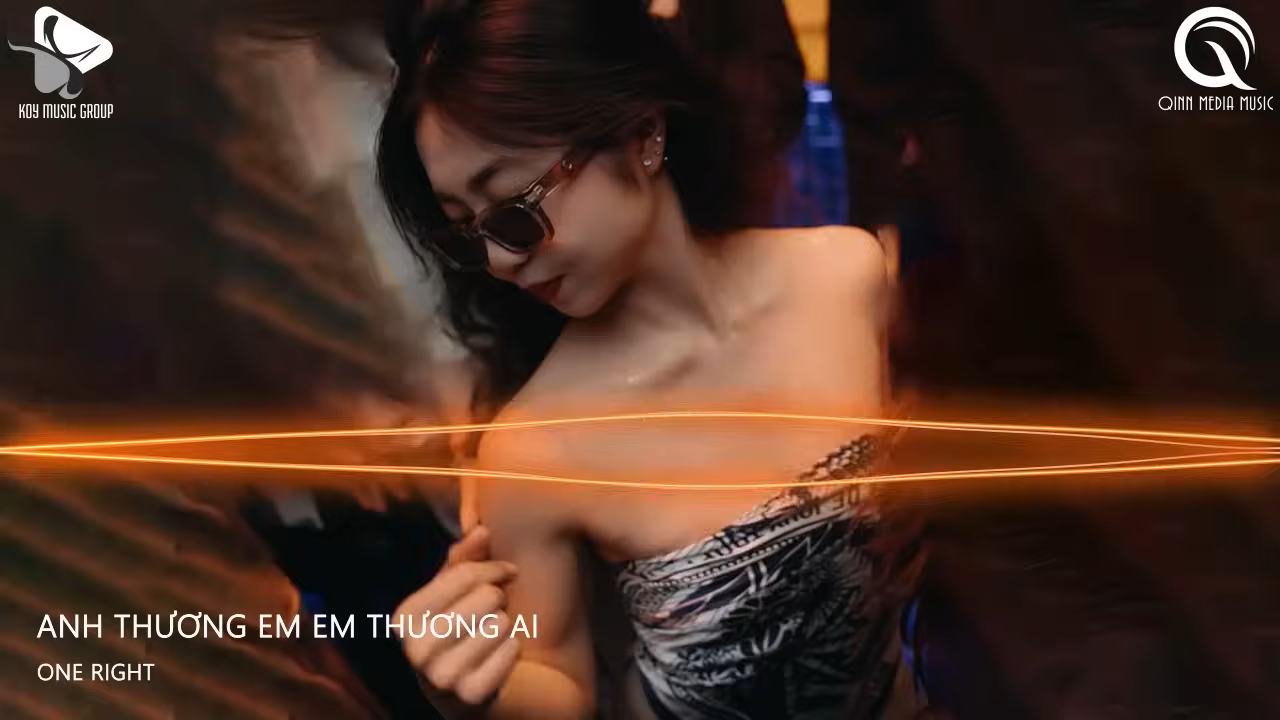 KOY MUSIC GROUP
QINN MEDIA MUSIC
ANH THƯƠNG EM EM THƯƠNG AI
ONE RIGHT